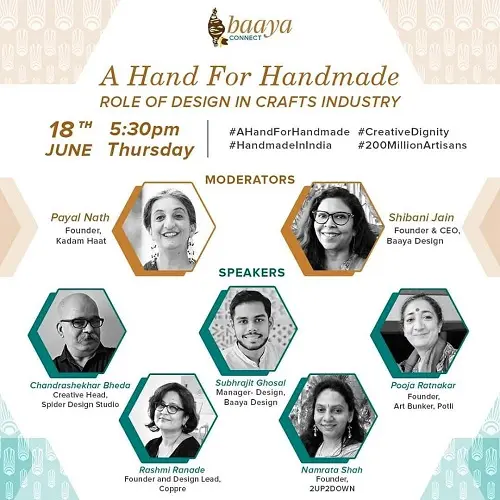 baaya
CONNECT
A Hand For Handmade
ROLE OF DESIGN IN CRAFTS INDUSTRY
18TH JUNE
5:30pm Thursday
#AHandForHandmade #CreativeDignity
#HandmadeInIndia #200MillionArtisans
MODERATORS
Payal Nath
Founder,
Kadam Haat
Shibani Jain
Founder & CEO,
Baaya Design
SPEAKERS
Chandrashekhar Bheda
Creative Head,
Spider Design Studio
Subhrajit Ghosal
Manager- Design,
Baaya Design
Pooja Ratnakar
Founder,
Art Bunker, Potli
Rashmi Ranade
Founder and Design Lead,
Coppre
Namrata Shah
Founder,
2UP2DOWN